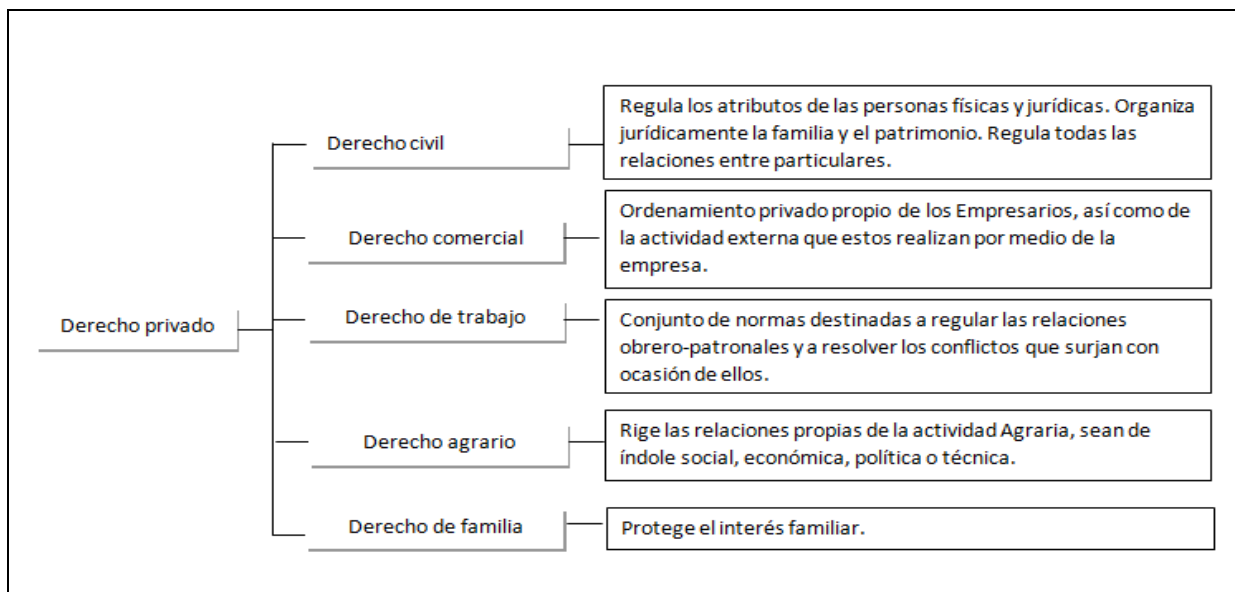 Derecho privado
Derecho civil
Regula los atributos de las personas físicas y jurídicas. Organiza
jurídicamente la familia y el patrimonio. Regula todas las
relaciones entre particulares.
Derecho comercial
Ordenamiento privado propio de los Empresarios, así como de
la actividad externa que estos realizan por medio de la
empresa.
Derecho de trabajo
Conjunto de normas destinadas a regular las relaciones
obrero-patronales y a resolver los conflictos que surjan con
ocasión de ellos.
Derecho agrario
Rige las relaciones propias de la actividad Agraria, sean de
índole social, económica, política o técnica.
Derecho de familia
Protege el interés familiar.